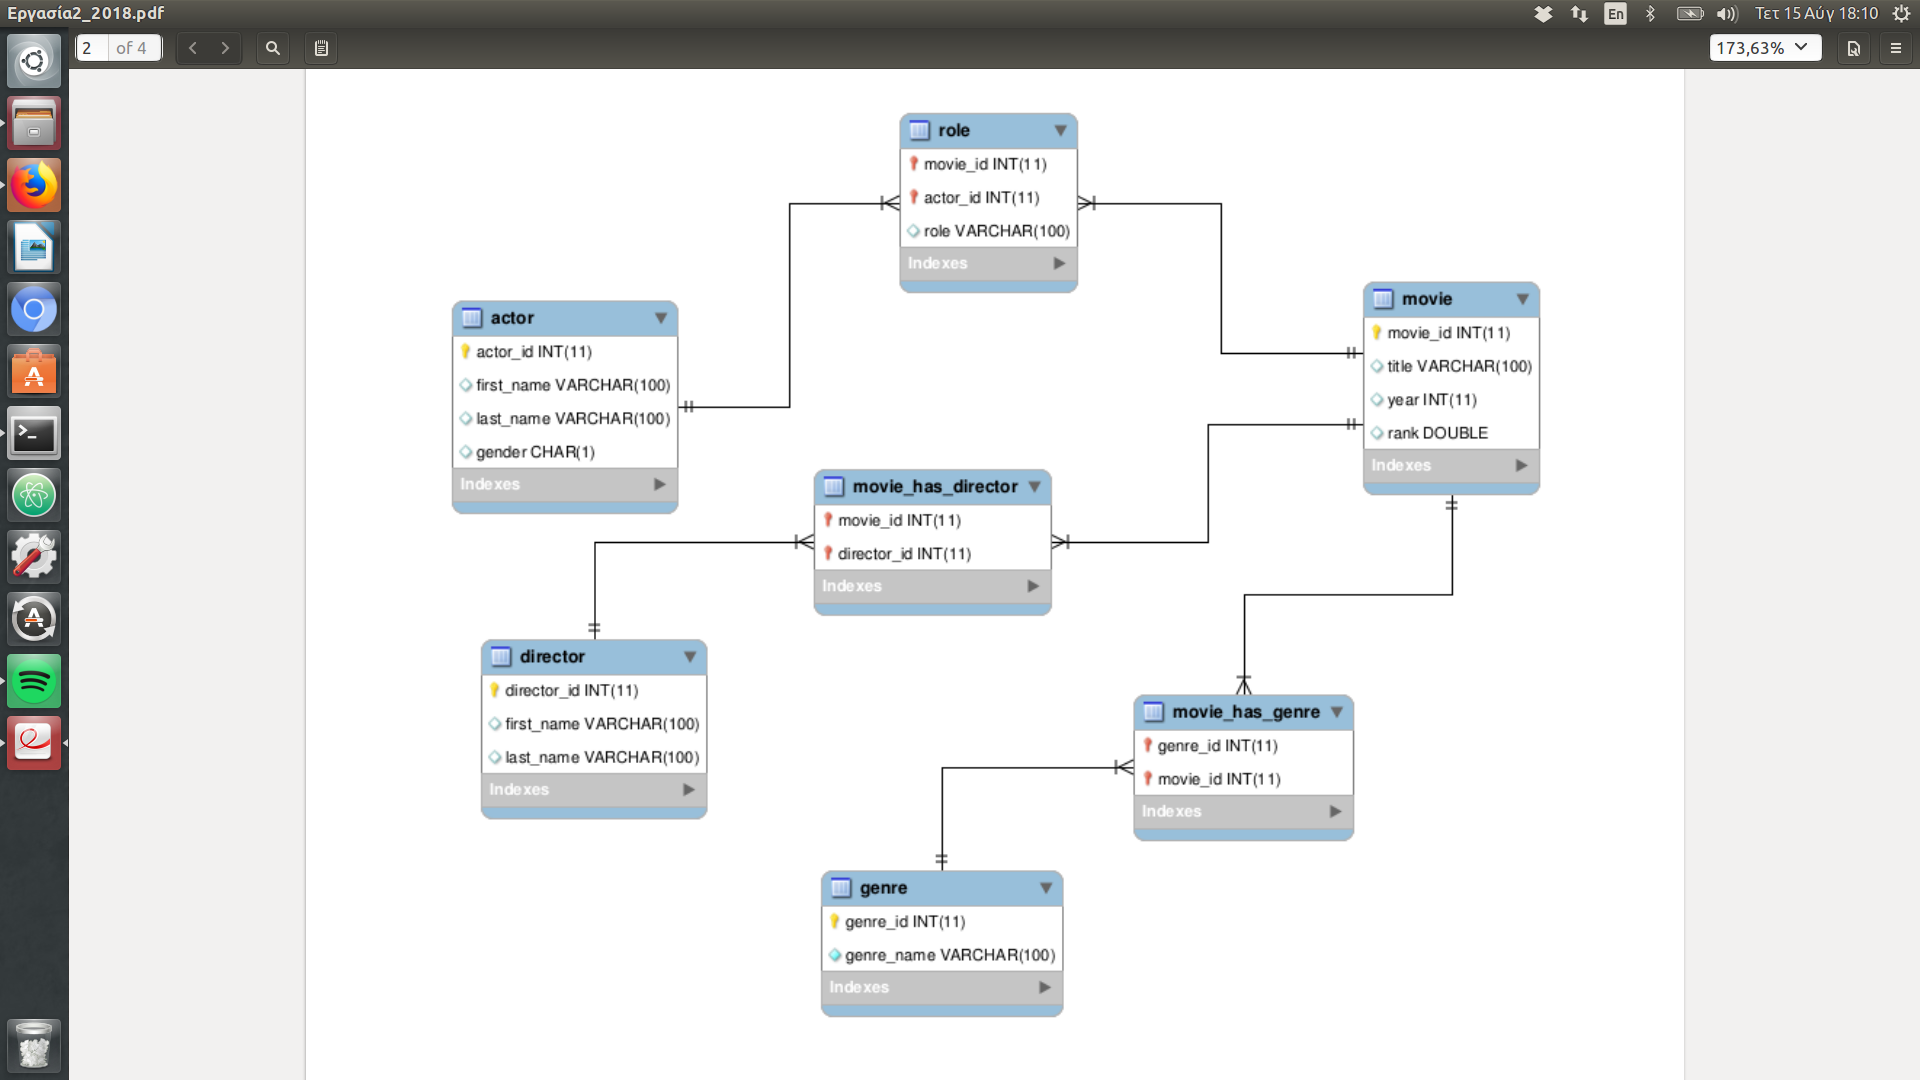 Εργασία2_2018.pdf
En
Τετ 15 Αύγ 18:10
2 of 4
173,63%
role
movie_id INT(11)
actor_id INT(11)
role VARCHAR(100)
Indexes
actor
actor_id INT(11)
first_name VARCHAR(100)
last_name VARCHAR(100)
gender CHAR(1)
Indexes
movie
movie_id INT(11)
title VARCHAR(100)
year INT(11)
rank DOUBLE
Indexes
movie_has_director
movie_id INT(11)
director_id INT(11)
Indexes
director
director_id INT(11)
first_name VARCHAR(100)
last_name VARCHAR(100)
Indexes
movie_has_genre
genre_id INT(11)
movie_id INT(11)
Indexes
genre
genre_id INT(11)
genre_name VARCHAR(100)
Indexes